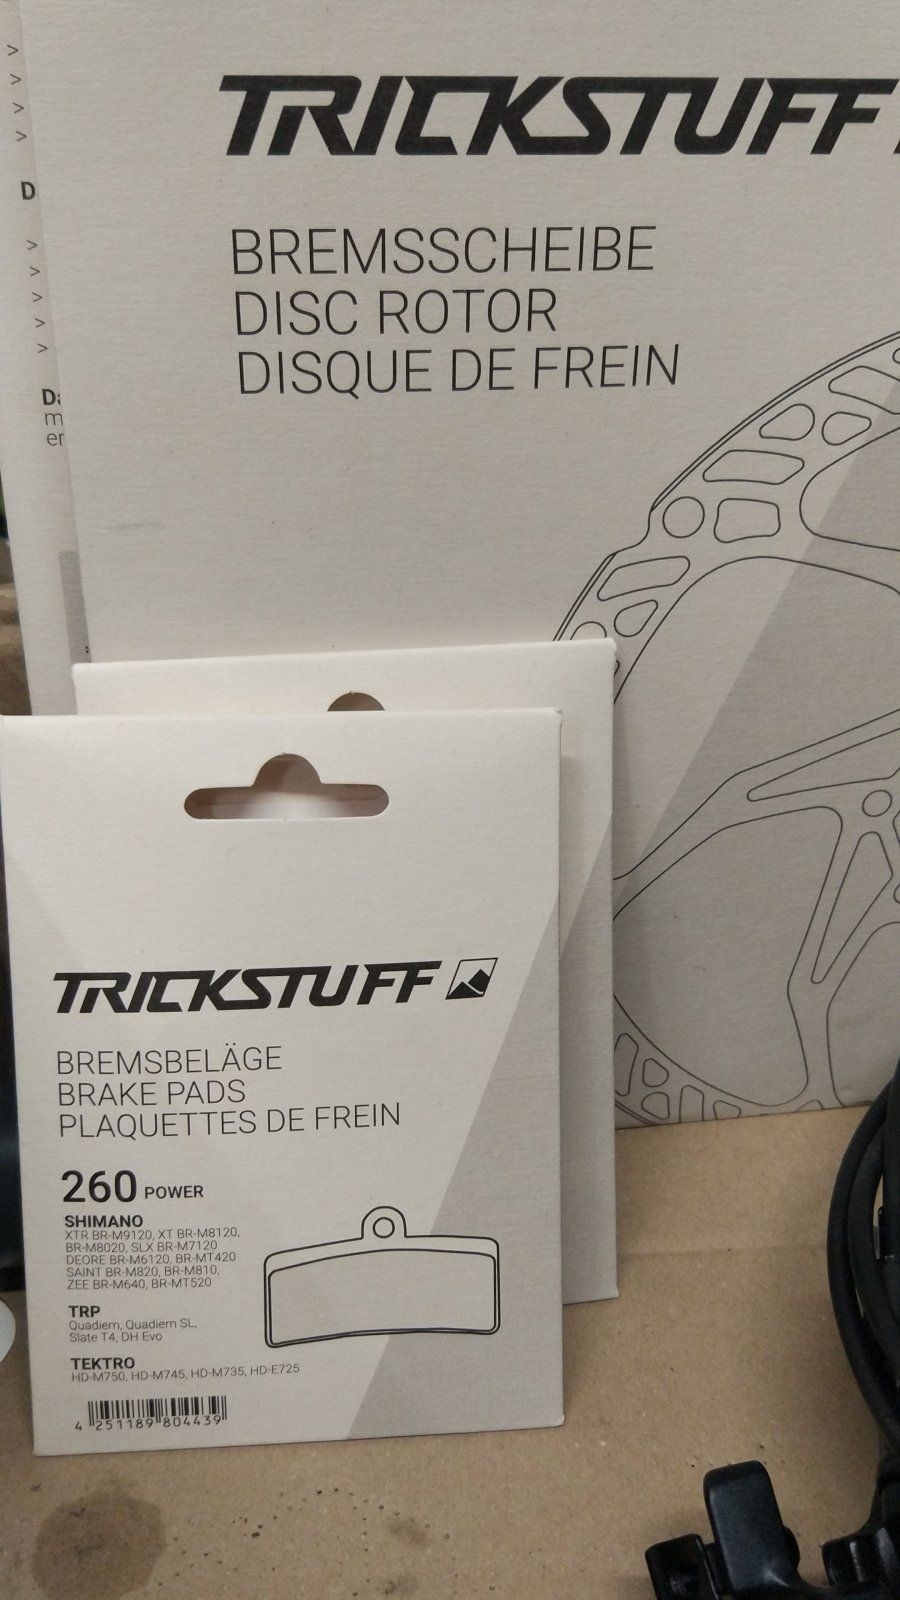 TRICKSTUFF
BREMSSCHEIBE
DISC ROTOR
DISQUE DE FREIN
>
>
>
>
D
>
>
>
>
>
m
er
TRICKSTUFF
BREMSBELÄGE
BRAKE PADS
PLAQUETTES DE FREIN
260 POWER
SHIMANO
XTR BR-M9120, XT BR-M8120,
BR-M8020, SLX BR-M7120
DEORE BR-M6120, BR-MT420
SAINT BR-M820, BR-M810,
ZEE BR-M640, BR-MT520
TRP
Quadiem, Quadiem SL,
Slate T4, DH Evo
TEKTRO
HD-M750, HD-M745, HD-M735, HD-E725
4 251189 804439